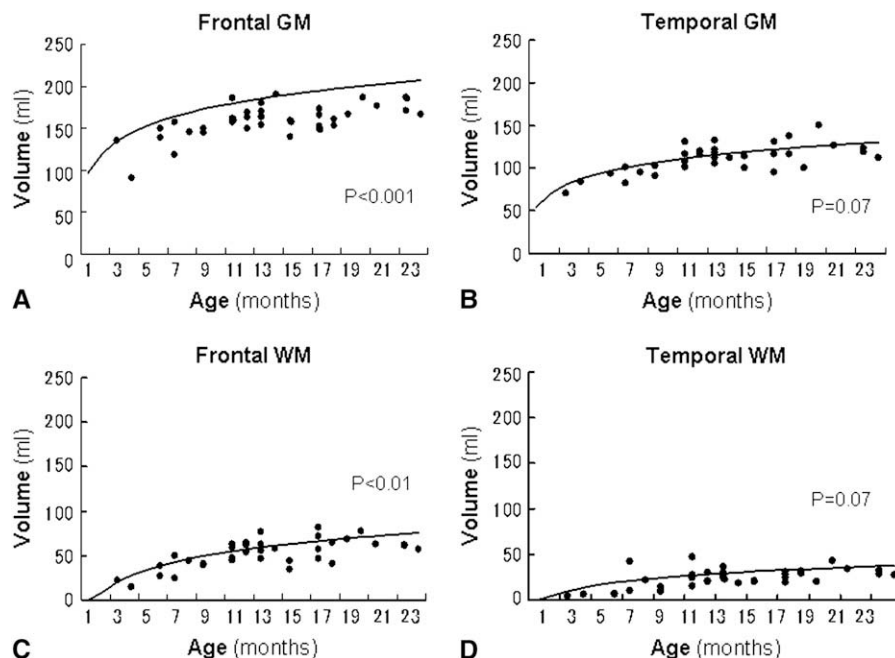 Frontal GM
Volume (ml)
250
200
150
100
50
0
1 3 5 7 9 11 13 15 17 19 21 23
P<0.001
A Age (months)
Temporal GM
Volume (ml)
250
200
150
100
50
0
1 3 5 7 9 11 13 15 17 19 21 23
P=0.07
B Age (months)
Frontal WM
Volume (ml)
250
200
150
100
50
0
1 3 5 7 9 11 13 15 17 19 21 23
P<0.01
C Age (months)
Temporal WM
Volume (ml)
250
200
150
100
50
0
1 3 5 7 9 11 13 15 17 19 21 23
P=0.07
D Age (months)